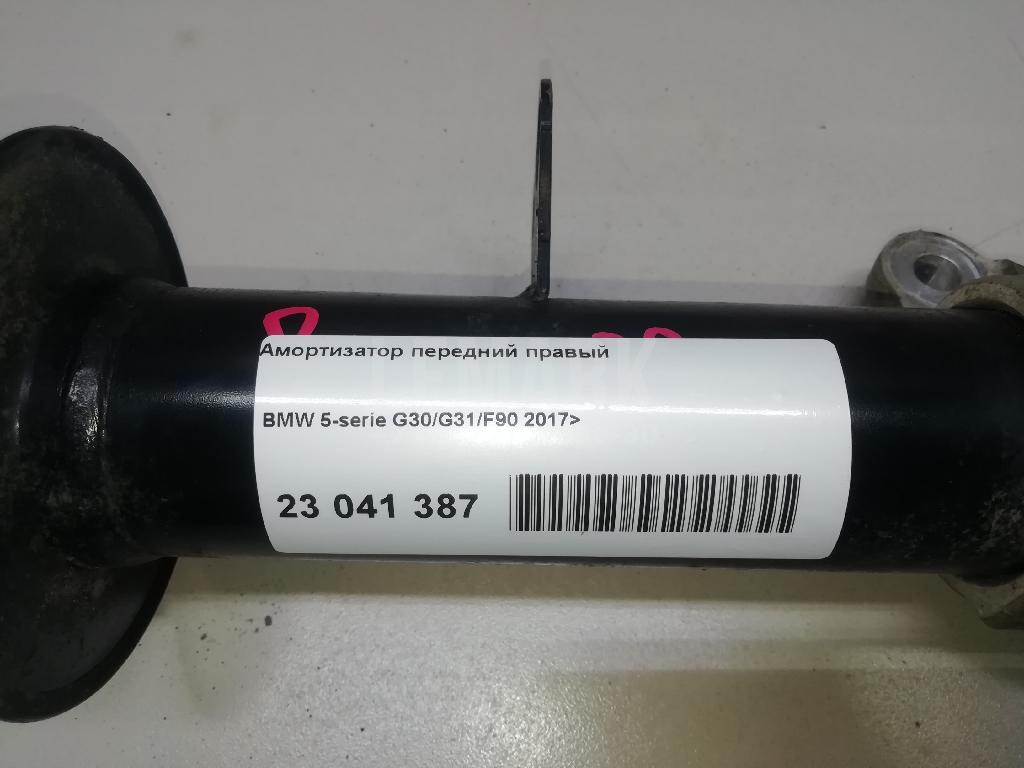 Амортизатор передний правый
BMW 5-serie G30/G31/F90 2017>
23 041 387